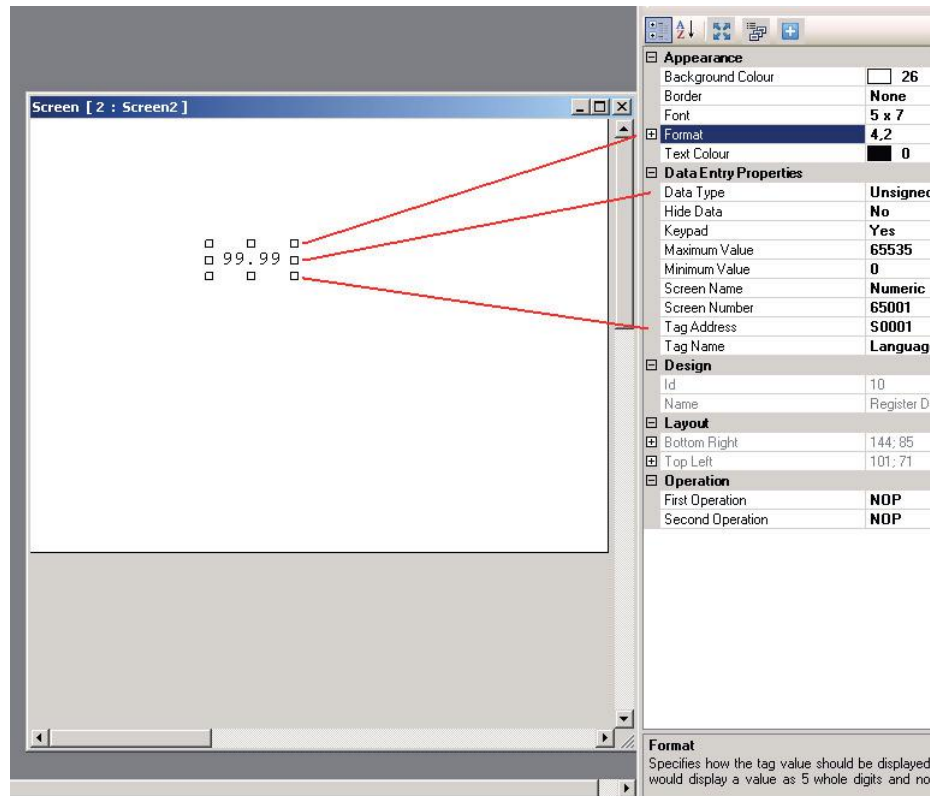 Screen [ 2 : Screen2 ]
99.99
Appearance
Background Colour 26
Border None
Font 5 x 7
Format 4,2
Text Colour 0
Data Entry Properties
Data Type Unsigned
Hide Data No
Keypad Yes
Maximum Value 65535
Minimum Value 0
Screen Name Numeric
Screen Number 65001
Tag Address S0001
Tag Name Languag
Design
Id 10
Name Register D
Layout
Bottom Right 144; 85
Top Left 101; 71
Operation
First Operation NOP
Second Operation NOP
Format
Specifies how the tag value should be displayed
would display a value as 5 whole digits and no